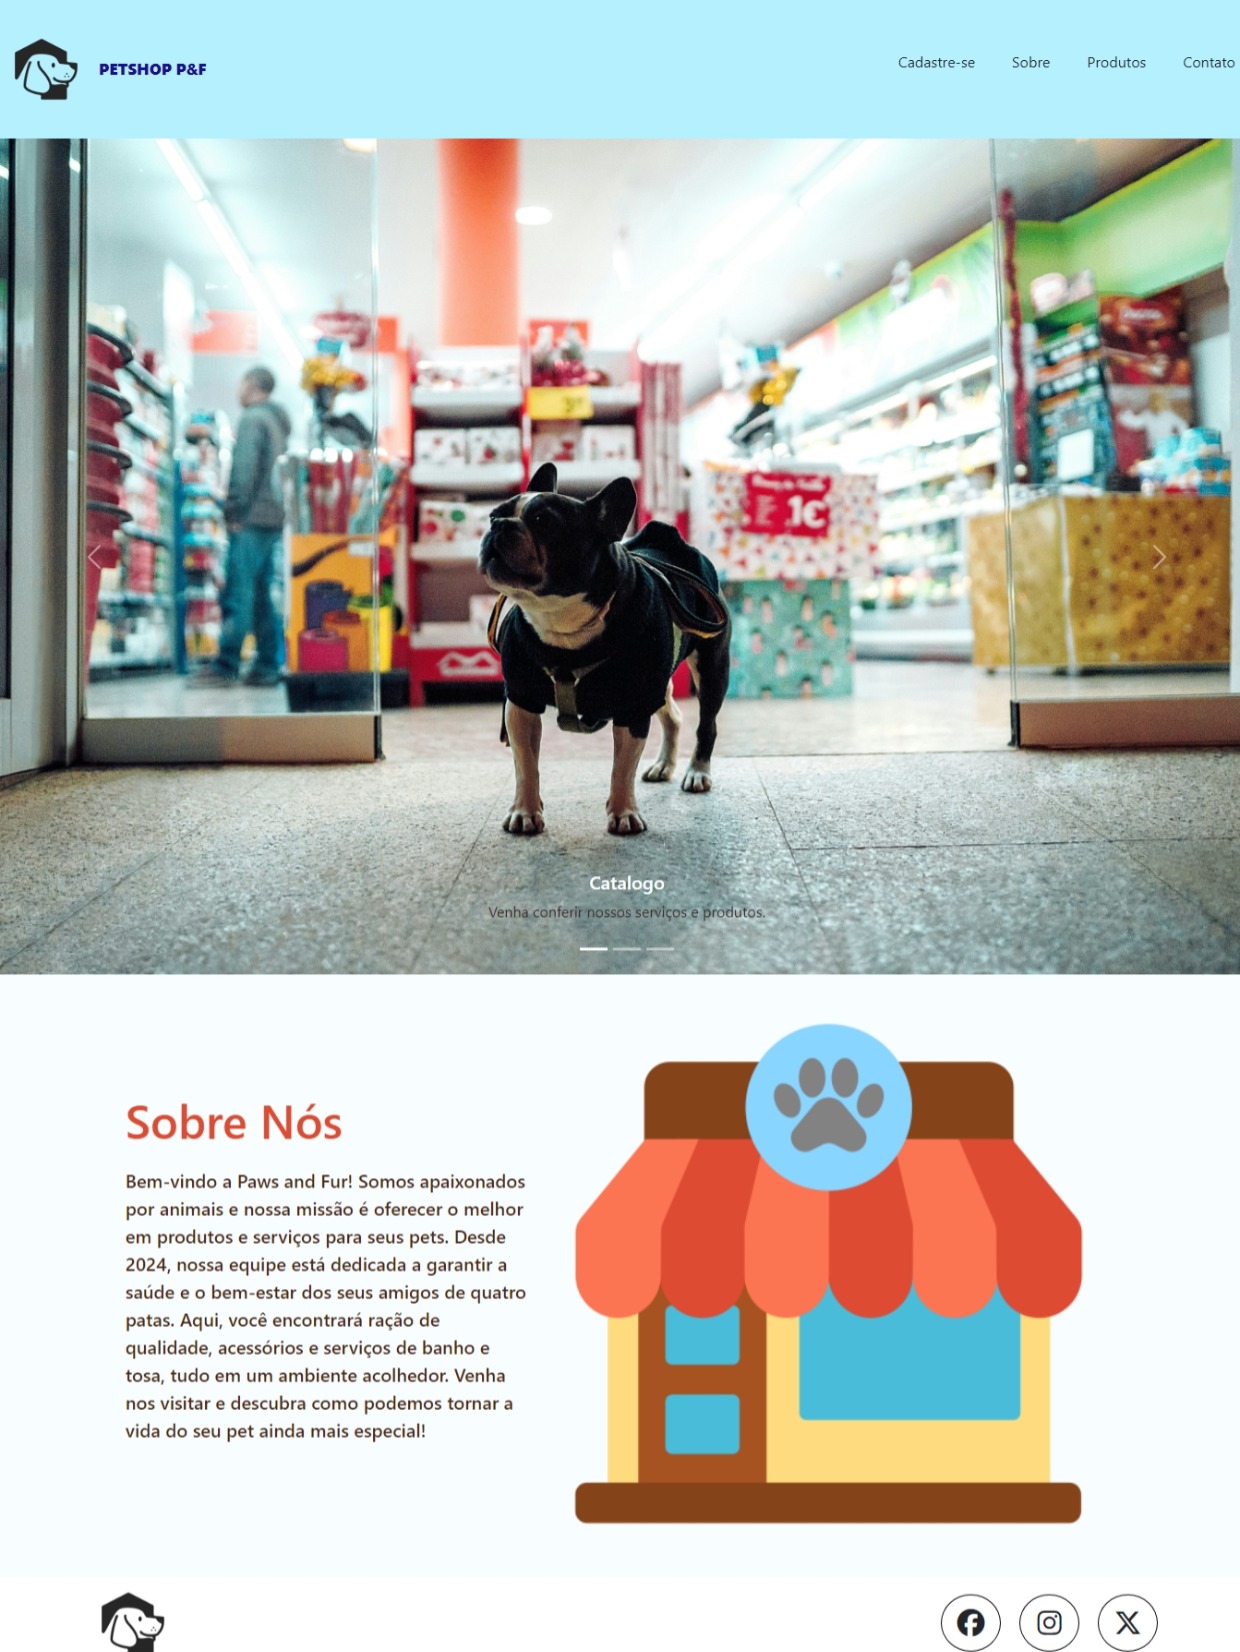 PETSHOP P&F
Cadastre-se
Sobre
Produtos
Contato
1€
Catalogo
Venha conferir nossos serviços e produtos.
Sobre Nós
Bem-vindo a Paws and Fur! Somos apaixonados
por animais e nossa missão é oferecer o melhor
em produtos e serviços para seus pets. Desde
2024, nossa equipe está dedicada a garantir a
saúde e o bem-estar dos seus amigos de quatro
patas. Aqui, você encontrará ração de
qualidade, acessórios e serviços de banho e
tosa, tudo em um ambiente acolhedor. Venha
nos visitar e descubra como podemos tornar a
vida do seu pet ainda mais especial!